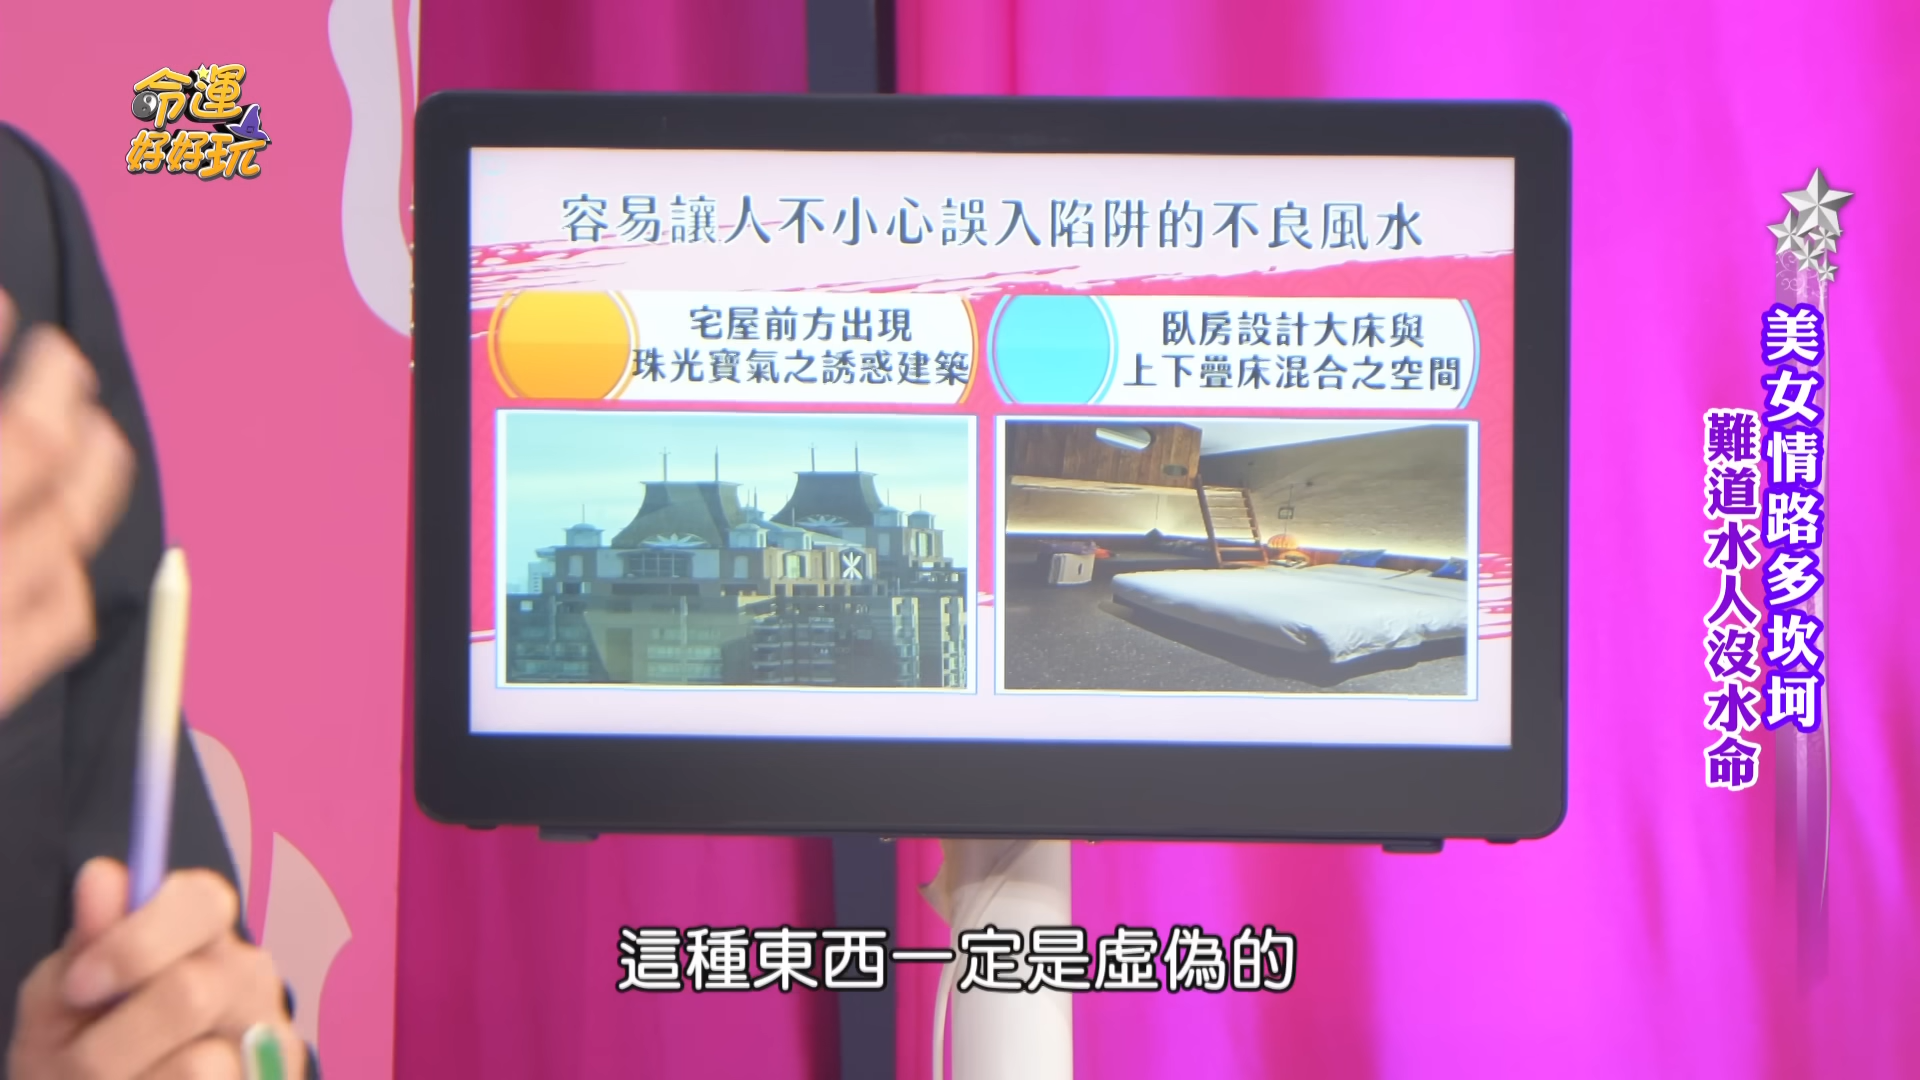 命運
好好玩
容易讓人不小心誤入陷阱的不良風水
宅屋前方出現
珠光寶氣之誘惑建築
臥房設計大床與
上下疊床混合之空間
美女情路多坎坷
難道水人沒水命
這種東西一定是虛偽的